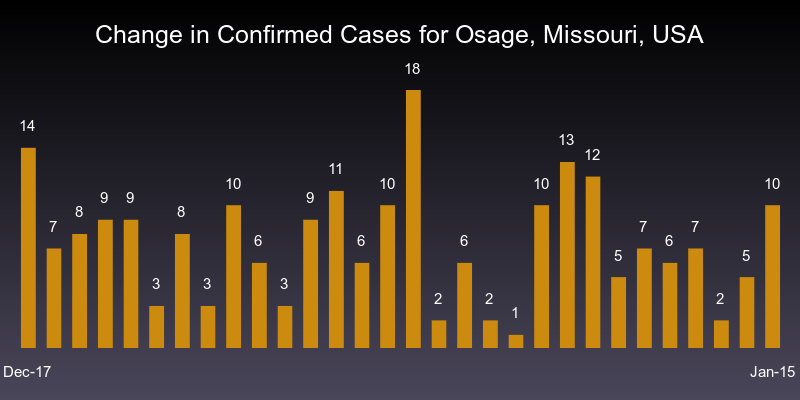 Change in Confirmed Cases for Osage, Missouri, USA
14 7 8 9 9 3 8 3 10 6 3 9 11 6 10 18 2 6 2 1 10 13 12 5 7 6 7 2 5 10
Dec-17 Jan-15